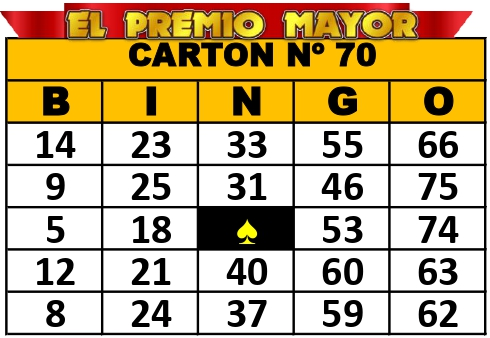 EL PREMIO MAYOR
CARTON Nº 70
B I N G O
14 23 33 55 66
9 25 31 46 75
5 18 ♠ 53 74
12 21 40 60 63
8 24 37 59 62